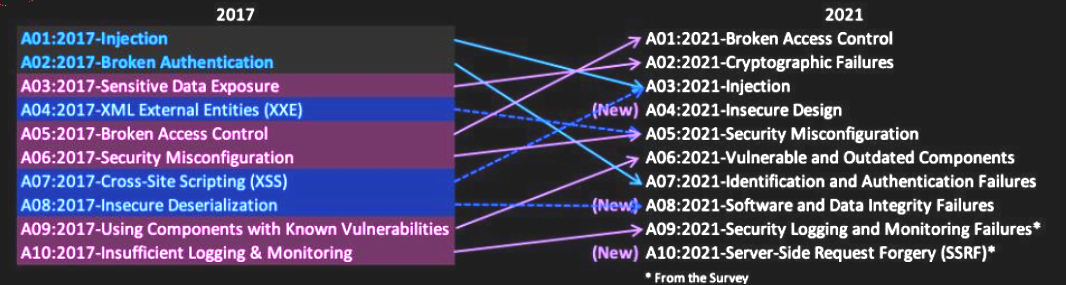 2017
2021
A01:2017-Injection
A02:2017-Broken Authentication
A03:2017-Sensitive Data Exposure
A04:2017-XML External Entities (XXE)
A05:2017-Broken Access Control
A06:2017-Security Misconfiguration
A07:2017-Cross-Site Scripting (XSS)
A08:2017-Insecure Deserialization
A09:2017-Using Components with Known Vulnerabilities
A10:2017-Insufficient Logging & Monitoring
A01:2021-Broken Access Control
A02:2021-Cryptographic Failures
A03:2021-Injection
(New) A04:2021-Insecure Design
A05:2021-Security Misconfiguration
A06:2021-Vulnerable and Outdated Components
A07:2021-Identification and Authentication Failures
(New) A08:2021-Software and Data Integrity Failures
A09:2021-Security Logging and Monitoring Failures*
(New) A10:2021-Server-Side Request Forgery (SSRF)*
* From the Survey